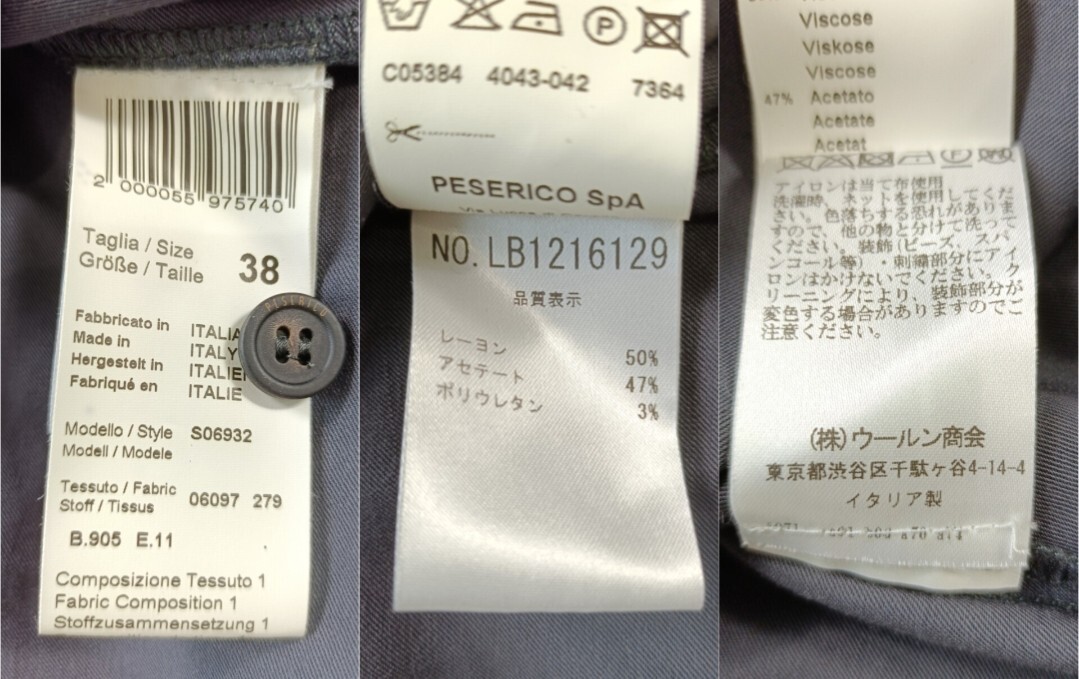 2 000055 975740
Taglia / Size
Größe / Taille
38
Fabbricato in
Made in
Hergestelt in
Fabriqué en
ITALIA
ITALY
ITALIEN
ITALIE
PESERICO
Modello / Style S06932
Modell / Modele
Tessuto / Fabric 06097 279
Stoff / Tissus
B.905 E.11
Composizione Tessuto 1
Fabric Composition 1
Stoffzusammensetzung 1
P
C05384 4043-042 7364
PESERICO SpA
NO. LB1216129
品質表示
レーヨン 50%
アセテート 47%
ポリウレタン 3%
Viscose
Viskose
Viscose
47% Acetato
Acetate
Acetat
アイロンは当て布使用
洗濯時、ネットを使用してくだ
さい。色落ちする恐れがありま
すので、他の物と分けて洗って
ください。装飾(ビーズ、スパ
ンコール等)・刺繍部分にアイ
ロンはかけないでください。ク
リーニングにより、装飾部分が
変色する場合がありますのでご
注意ください。
(株)ウールン商会
東京都渋谷区千駄ヶ谷4-14-4
イタリア製